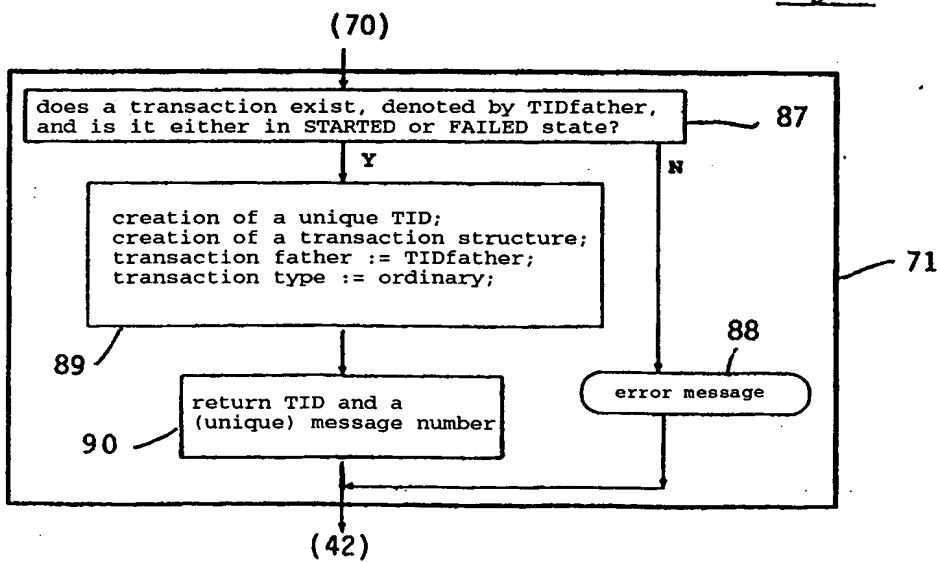 (70)
does a transaction exist, denoted by TIDfather,
and is it either in STARTED or FAILED state?
87
Y
N
creation of a unique TID;
creation of a transaction structure;
transaction father := TIDfather;
transaction type := ordinary;
71
89
88
error message
return TID and a
(unique) message number
90
(42)